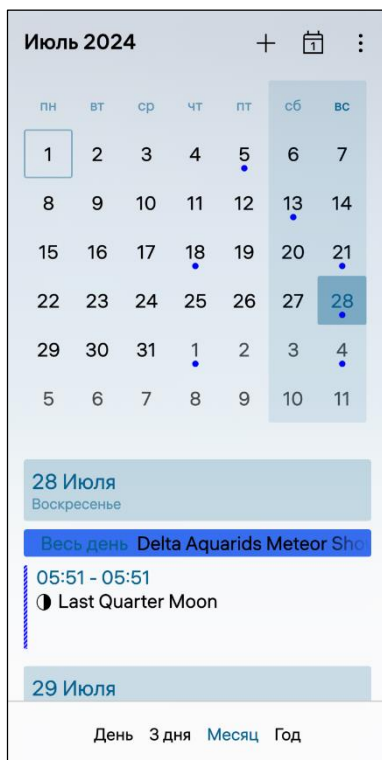 Июль 2024
1
пн вт ср чт пт сб вс
1 2 3 4 5 6 7
8 9 10 11 12 13 14
15 16 17 18 19 20 21
22 23 24 25 26 27 28
29 30 31 1 2 3 4
5 6 7 8 9 10 11
28 Июля
Воскресенье
Весь день Delta Aquarids Meteor Sho
05:51 - 05:51
Last Quarter Moon
29 Июля
День 3 дня Месяц Год